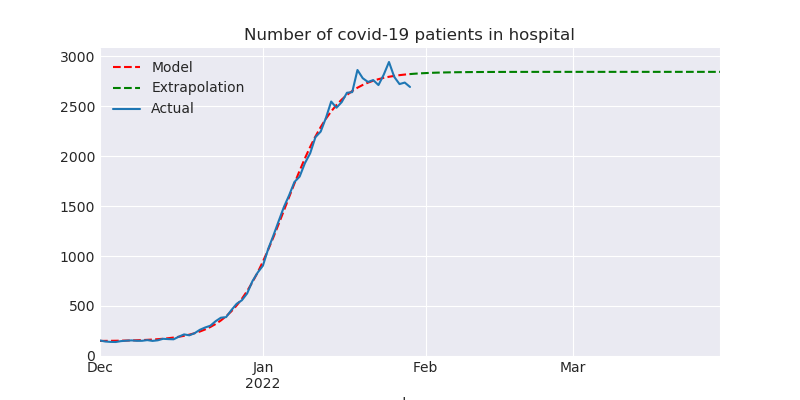 Number of covid-19 patients in hospital
3000
2500
2000
1500
1000
500
0
Model
Extrapolation
Actual
Dec
Jan
2022
Feb
Mar